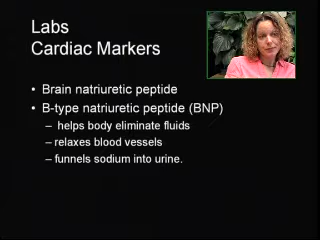 Labs
Cardiac Markers
• Brain natriuretic peptide
• B-type natriuretic peptide (BNP)
– helps body eliminate fluids
– relaxes blood vessels
– funnels sodium into urine.